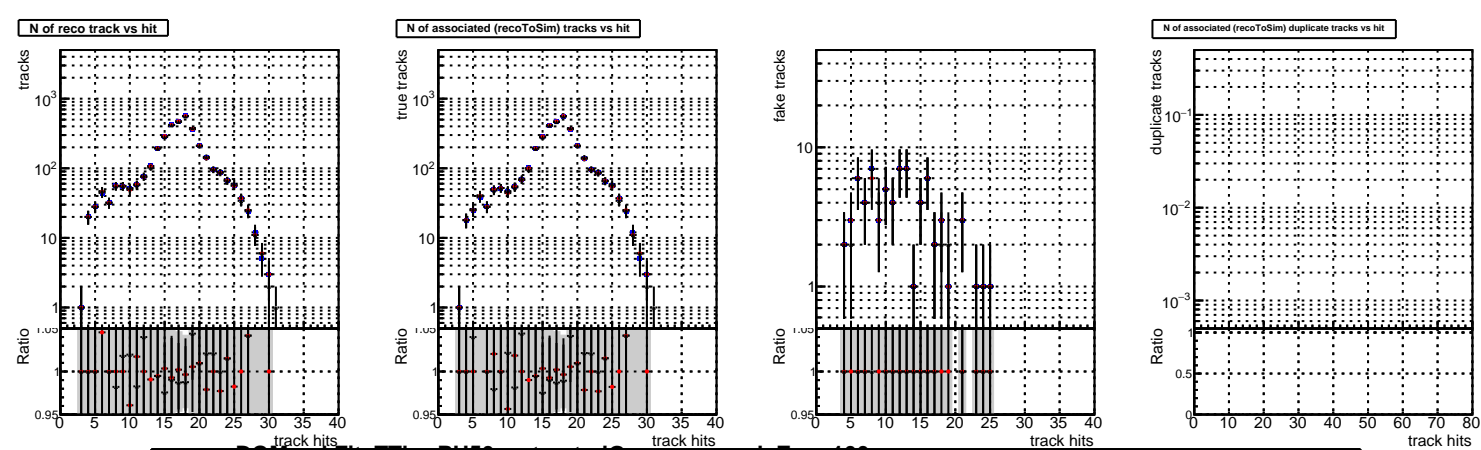 N of reco track vs hit
tracks
10³
10²
10
1
1.05
Ratio
1
0.95
0 5 10 15 20 25 30 35 40
track hits
N of associated (recoToSim) tracks vs hit
true tracks
10³
10²
10
1
1.05
Ratio
1
0.95
0 5 10 15 20 25 30 35 40
track hits
fake tracks
10
1
1.05
Ratio
1
0.95
0 5 10 15 20 25 30 35 40
track hits
N of associated (recoToSim) duplicate tracks vs hit
duplicate tracks
10⁻¹
10⁻²
10⁻³
Ratio
1
0.5
0
0 10 20 30 40 50 60 70 80
track hits